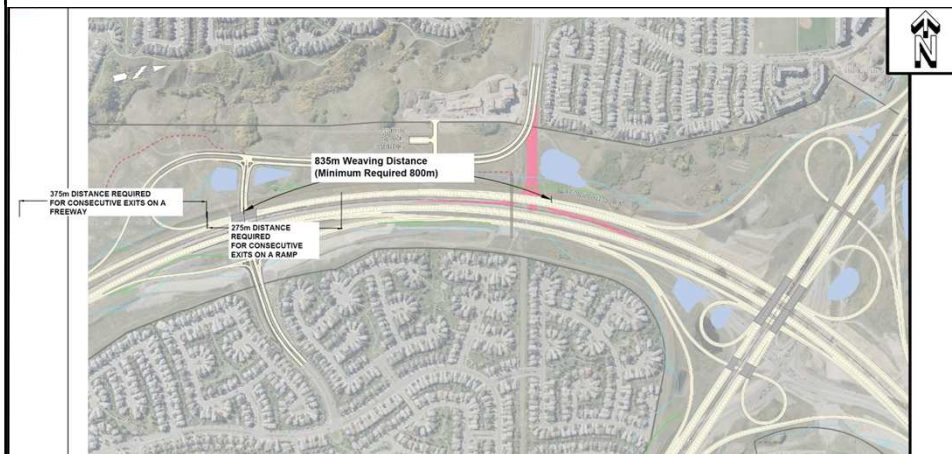 N
835m Weaving Distance
(Minimum Required 800m)
375m DISTANCE REQUIRED
FOR CONSECUTIVE EXITS ON A
FREEWAY
275m DISTANCE
REQUIRED
FOR CONSECUTIVE
EXITS ON A RAMP